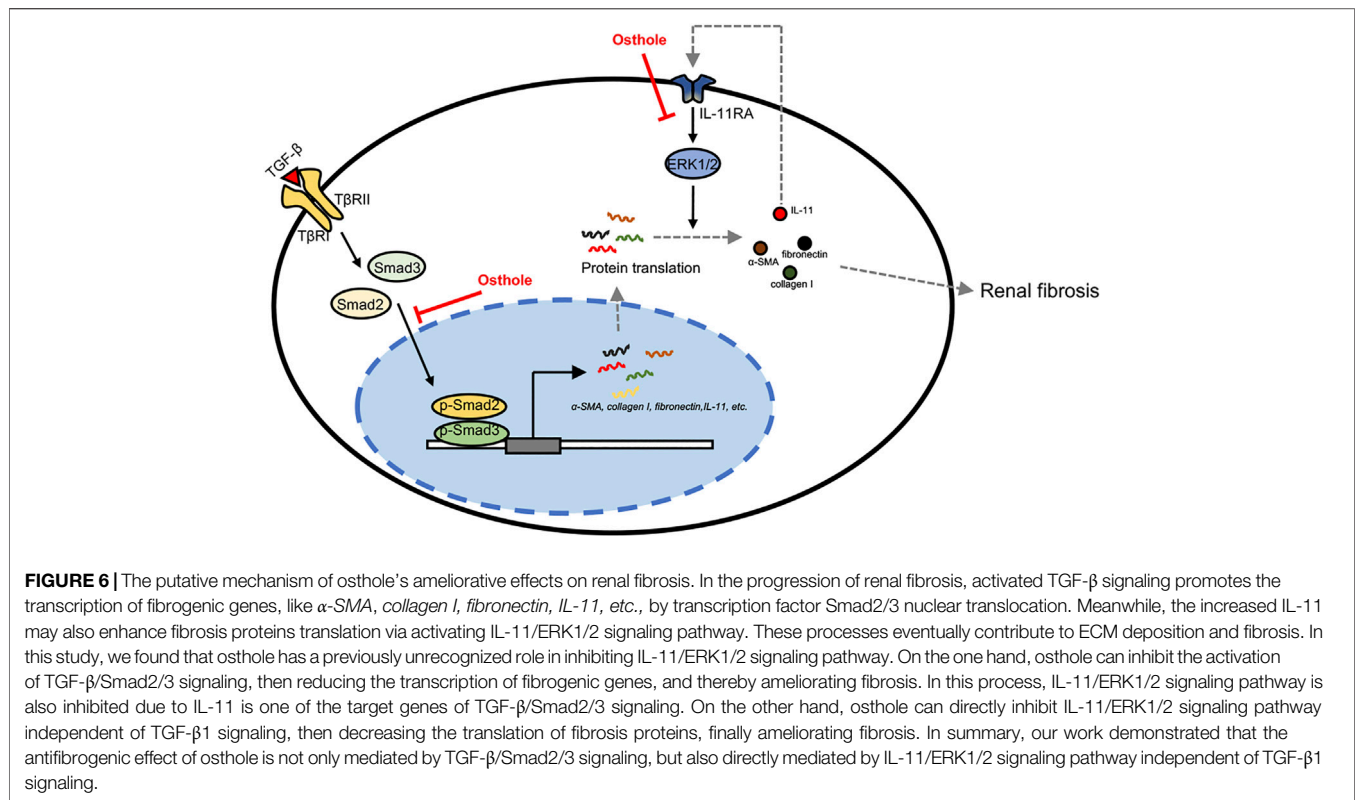 Osthole
IL-11RA
TGF-β
ERK1/2
TβRII
TβRI
IL-11
fibronectin
α-SMA
collagen I
Smad3
Protein translation
Renal fibrosis
Smad2
Osthole
p-Smad2
p-Smad3
α-SMA, collagen I, fibronectin,IL-11, etc.
FIGURE 6 | The putative mechanism of osthole's ameliorative effects on renal fibrosis. In the progression of renal fibrosis, activated TGF-β signaling promotes the
transcription of fibrogenic genes, like α-SMA, collagen I, fibronectin, IL-11, etc., by transcription factor Smad2/3 nuclear translocation. Meanwhile, the increased IL-11
may also enhance fibrosis proteins translation via activating IL-11/ERK1/2 signaling pathway. These processes eventually contribute to ECM deposition and fibrosis. In
this study, we found that osthole has a previously unrecognized role in inhibiting IL-11/ERK1/2 signaling pathway. On the one hand, osthole can inhibit the activation
of TGF-β/Smad2/3 signaling, then reducing the transcription of fibrogenic genes, and thereby ameliorating fibrosis. In this process, IL-11/ERK1/2 signaling pathway is
also inhibited due to IL-11 is one of the target genes of TGF-β/Smad2/3 signaling. On the other hand, osthole can directly inhibit IL-11/ERK1/2 signaling pathway
independent of TGF-β1 signaling, then decreasing the translation of fibrosis proteins, finally ameliorating fibrosis. In summary, our work demonstrated that the
antifibrogenic effect of osthole is not only mediated by TGF-β/Smad2/3 signaling, but also directly mediated by IL-11/ERK1/2 signaling pathway independent of TGF-β1
signaling.